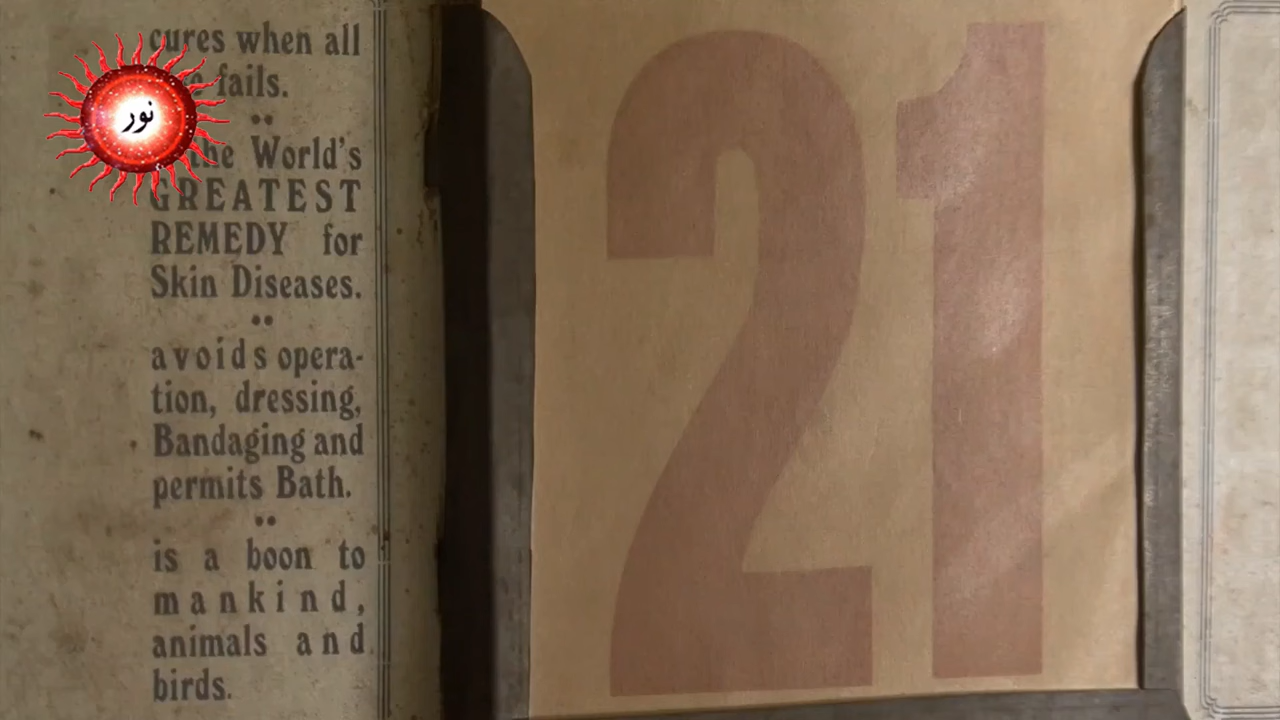 cures when all
fails.
the World's
GREATEST
REMEDY for
Skin Diseases.
avoids opera-
tion, dressing,
Bandaging and
permits Bath.
is a boon to
mankind,
animals and
birds.
21
نور